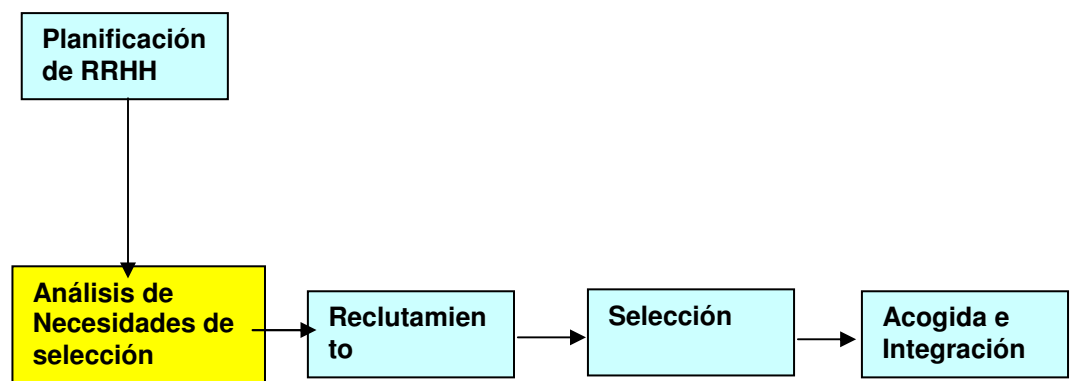 Planificación
de RRHH
Análisis de
Necesidades de
selección
Reclutamien
to
Selección
Acogida e
Integración